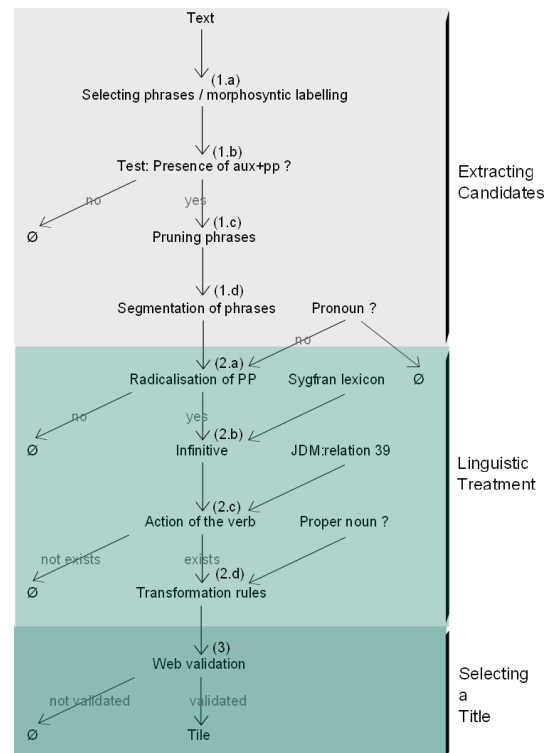 Text
(1.a)
Selecting phrases / morphosyntic labelling
(1.b)
Test: Presence of aux+pp ?
no yes
(1.c)
Ø Pruning phrases
Extracting
Candidates
(1.d)
Segmentation of phrases Pronoun ?
no
(2.a)
Radicalisation of PP Sygfran lexicon Ø
no yes
(2.b)
Ø Infinitive JDM:relation 39
Linguistic
Treatment
(2.c)
Action of the verb Proper noun ?
not exists exists
(2.d)
Ø Transformation rules
(3)
Web validation
not validated validated
Selecting
a
Title
Ø Tile